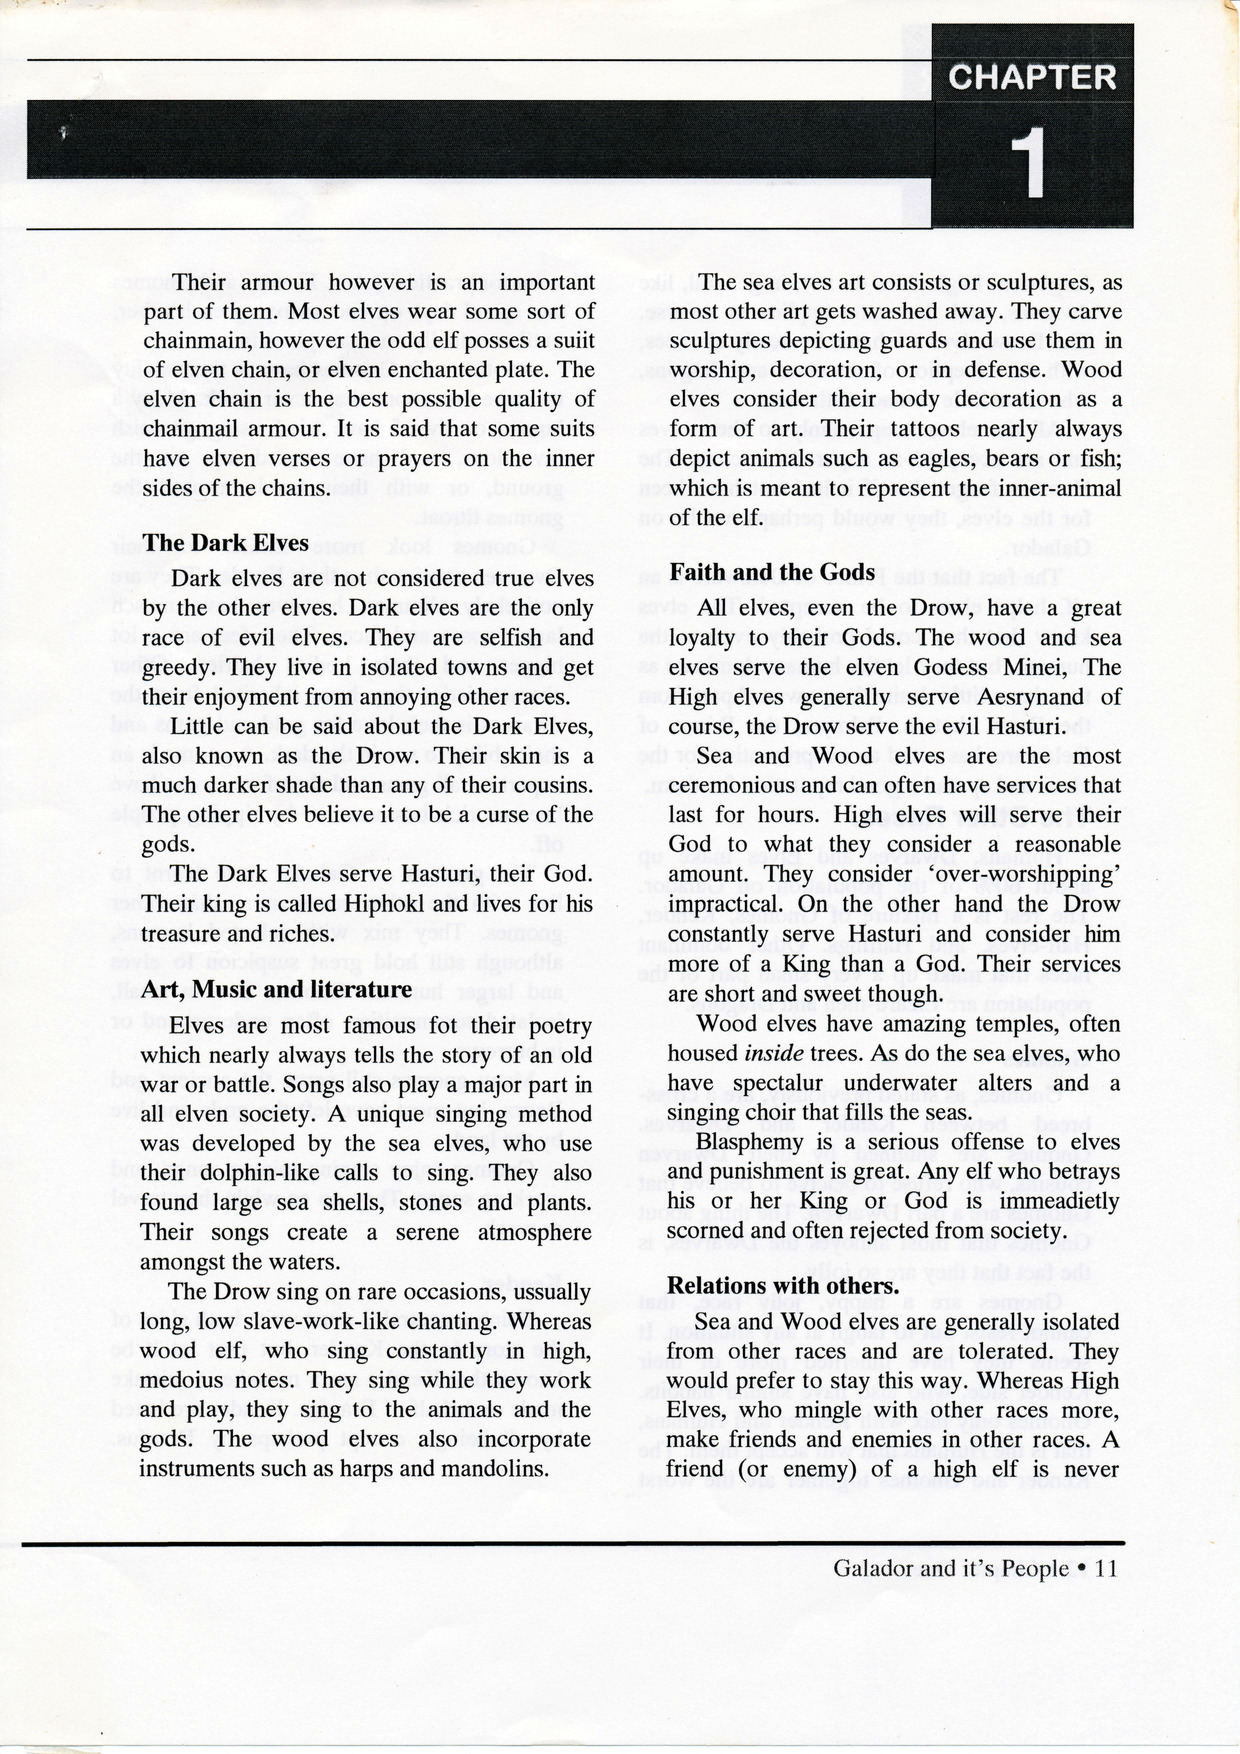 CHAPTER
1
Their armour however is an important
part of them. Most elves wear some sort of
chainmain, however the odd elf posses a suiit
of elven chain, or elven enchanted plate. The
elven chain is the best possible quality of
chainmail armour. It is said that some suits
have elven verses or prayers on the inner
sides of the chains.
The Dark Elves
Dark elves are not considered true elves
by the other elves. Dark elves are the only
race of evil elves. They are selfish and
greedy. They live in isolated towns and get
their enjoyment from annoying other races.
Little can be said about the Dark Elves,
also known as the Drow. Their skin is a
much darker shade than any of their cousins.
The other elves believe it to be a curse of the
gods.
The Dark Elves serve Hasturi, their God.
Their king is called Hiphokl and lives for his
treasure and riches.
Art, Music and literature
Elves are most famous fot their poetry
which nearly always tells the story of an old
war or battle. Songs also play a major part in
all elven society. A unique singing method
was developed by the sea elves, who use
their dolphin-like calls to sing. They also
found large sea shells, stones and plants.
Their songs create a serene atmosphere
amongst the waters.
The Drow sing on rare occasions, ussually
long, low slave-work-like chanting. Whereas
wood elf, who sing constantly in high,
medoius notes. They sing while they work
and play, they sing to the animals and the
gods. The wood elves also incorporate
instruments such as harps and mandolins.
The sea elves art consists or sculptures, as
most other art gets washed away. They carve
sculptures depicting guards and use them in
worship, decoration, or in defense. Wood
elves consider their body decoration as a
form of art. Their tattoos nearly always
depict animals such as eagles, bears or fish;
which is meant to represent the inner-animal
of the elf.
Faith and the Gods
All elves, even the Drow, have a great
loyalty to their Gods. The wood and sea
elves serve the elven Godess Minei, The
High elves generally serve Aesrynand of
course, the Drow serve the evil Hasturi.
Sea and Wood elves are the most
ceremonious and can often have services that
last for hours. High elves will serve their
God to what they consider a reasonable
amount. They consider ‘over-worshipping’
impractical. On the other hand the Drow
constantly serve Hasturi and consider him
more of a King than a God. Their services
are short and sweet though.
Wood elves have amazing temples, often
housed inside trees. As do the sea elves, who
have spectalur underwater alters and a
singing choir that fills the seas.
Blasphemy is a serious offense to elves
and punishment is great. Any elf who betrays
his or her King or God is immeadietly
scorned and often rejected from society.
Relations with others.
Sea and Wood elves are generally isolated
from other races and are tolerated. They
would prefer to stay this way. Whereas High
Elves, who mingle with other races more,
make friends and enemies in other races. A
friend (or enemy) of a high elf is never
Galador and it’s People • 11